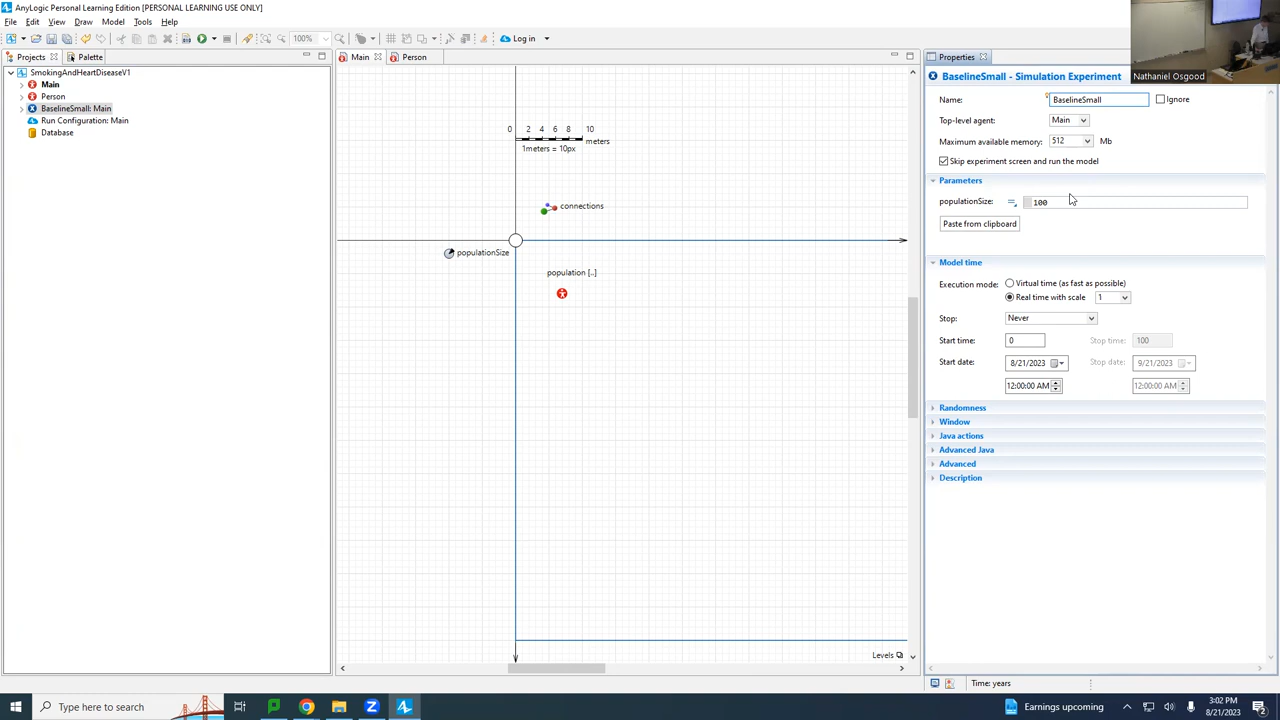 AnyLogic Personal Learning Edition [PERSONAL LEARNING USE ONLY]
File Edit View Draw Model Tools Help
100% Log in
Projects Palette
Main Person
Properties
SmokingAndHeartDiseaseV1
Main
Person
BaselineSmall: Main
Run Configuration: Main
Database
0 2 4 6 8 10
meters
1meters = 10px
connections
populationSize
population [..]
Levels
Nathaniel Osgood
BaselineSmall - Simulation Experiment
Name: BaselineSmall Ignore
Top-level agent: Main
Maximum available memory: 512 Mb
Skip experiment screen and run the model
Parameters
populationSize: 100
Paste from clipboard
Model time
Execution mode: Virtual time (as fast as possible)
Real time with scale 1
Stop: Never
Start time: 0 Stop time: 100
Start date: 8/21/2023 Stop date: 9/21/2023
12:00:00 AM 12:00:00 AM
Randomness
Window
Java actions
Advanced Java
Advanced
Description
Time: years
Type here to search
Earnings upcoming
3:02 PM
8/21/2023
2